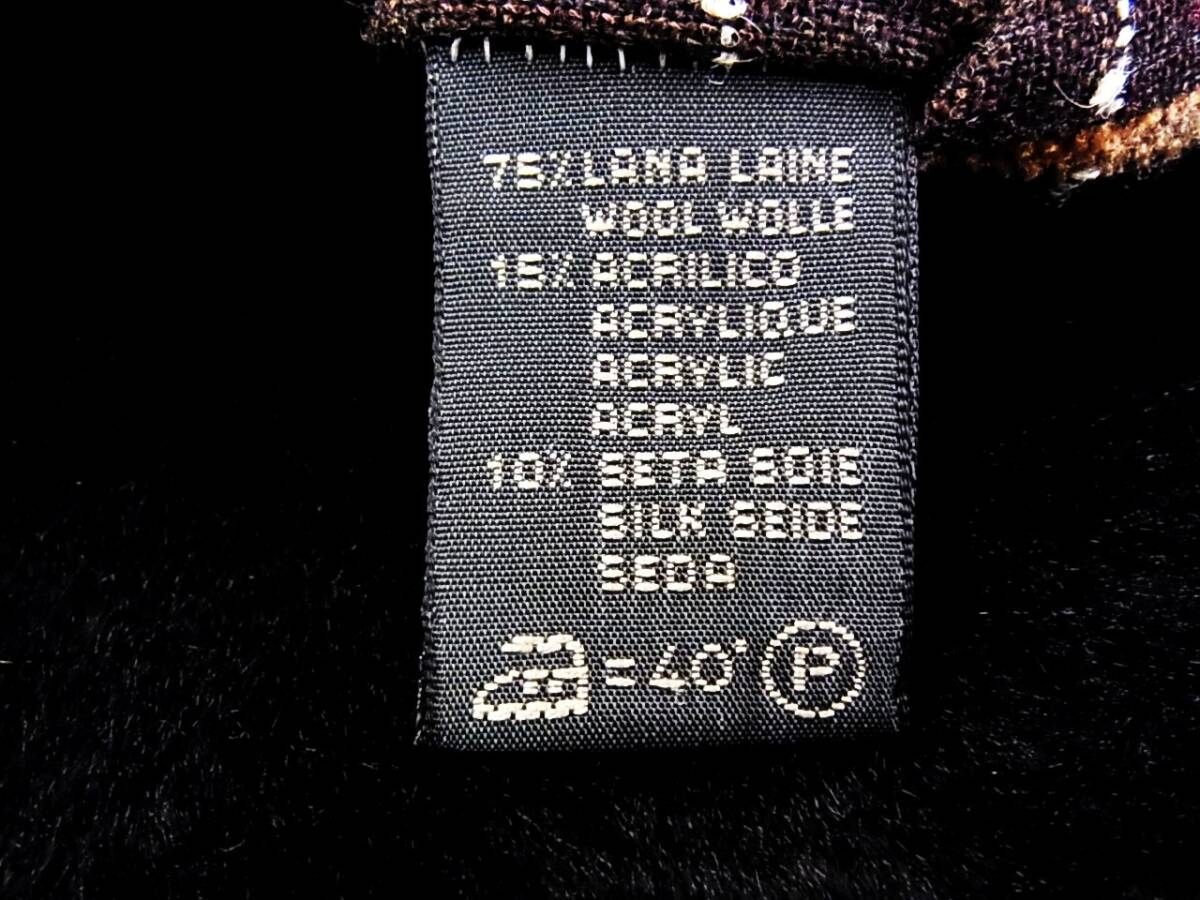 75% LANA LAINE
WOOL WOLLE
15% ACRILICO
ACRYLIQUE
ACRYLIC
ACRYL
10% SETA SOIE
SILK SEIDE
SEDA
=40° P